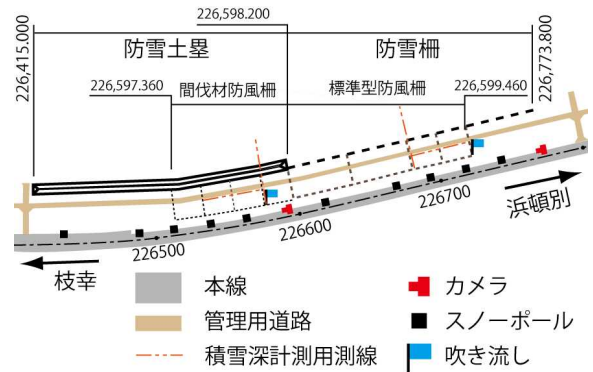 226,598.200
226,415.000
防雪土塁
防雪柵
226,773.800
226,597.360
間伐材防風柵
標準型防風柵
226,599.460
226500
226600
226700
浜頓別
枝幸
本線
カメラ
管理用道路
スノーポール
積雪深計測用測線
吹き流し